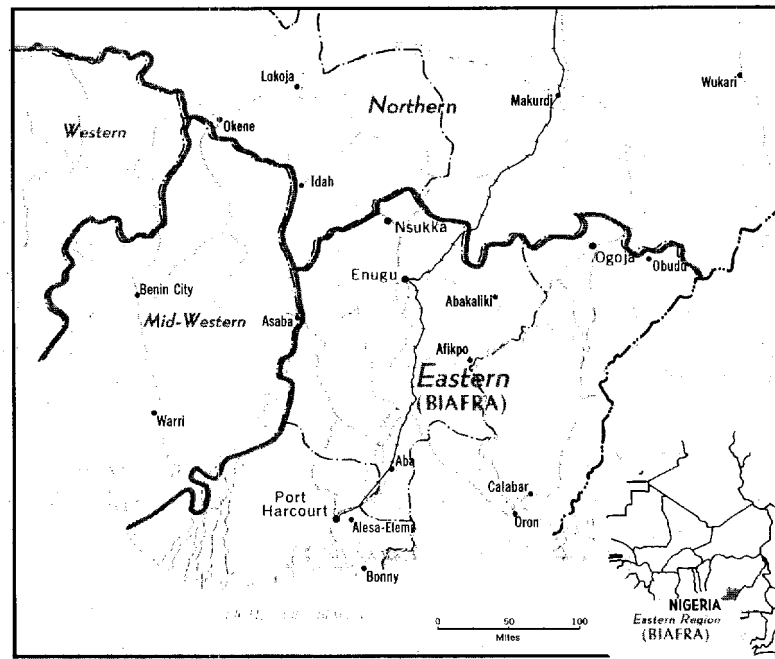 Lokoja
Wukari
Northern
Makurdi
Okene
Western
Idah
Nsukka
Ogoja
Obudu
Enugu
Benin City
Abakaliki
Mid-Western
Asaba
Afikpo
Eastern
(BIAFRA)
Warri
Aba
Calabar
Port
Harcourt
Oron
Alesa-Eleme
Bonny
0 50 100
Miles
NIGERIA
Eastern Region
(BIAFRA)